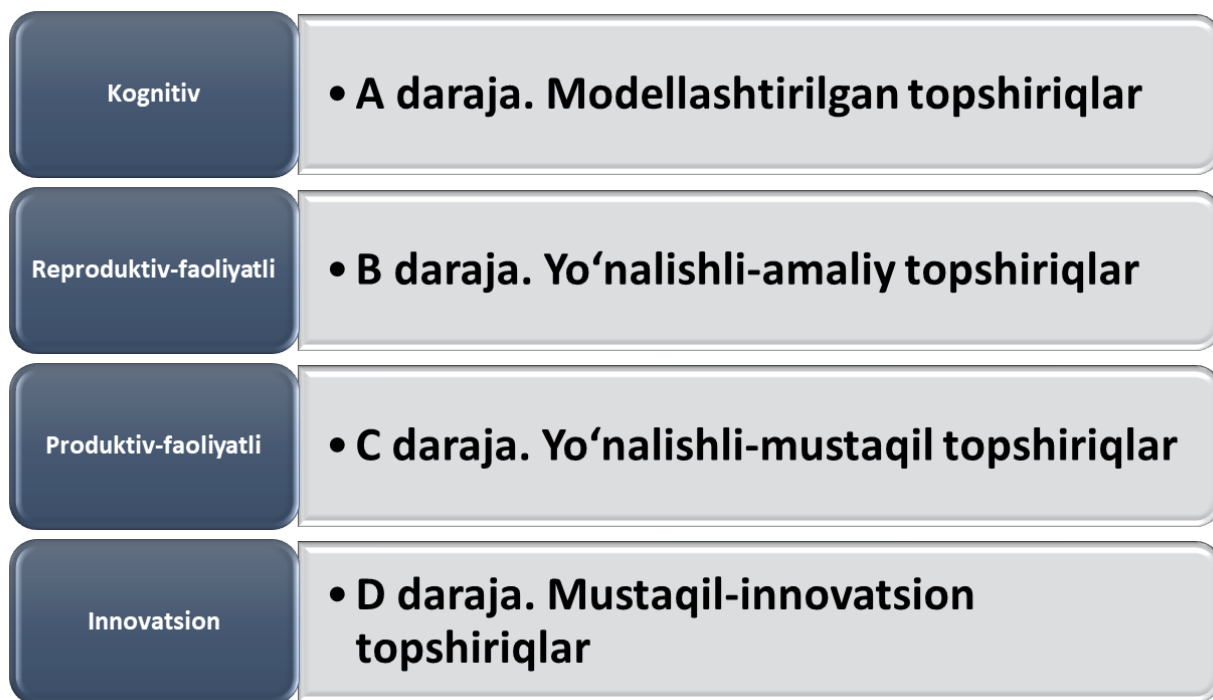 Kognitiv
• A daraja. Modellashtirilgan topshiriqlar
Reproduktiv-faoliyatli
• B daraja. Yo‘nalishli-amaliy topshiriqlar
Produktiv-faoliyatli
• C daraja. Yo‘nalishli-mustaqil topshiriqlar
Innovatsion
• D daraja. Mustaqil-innovatsion
topshiriqlar